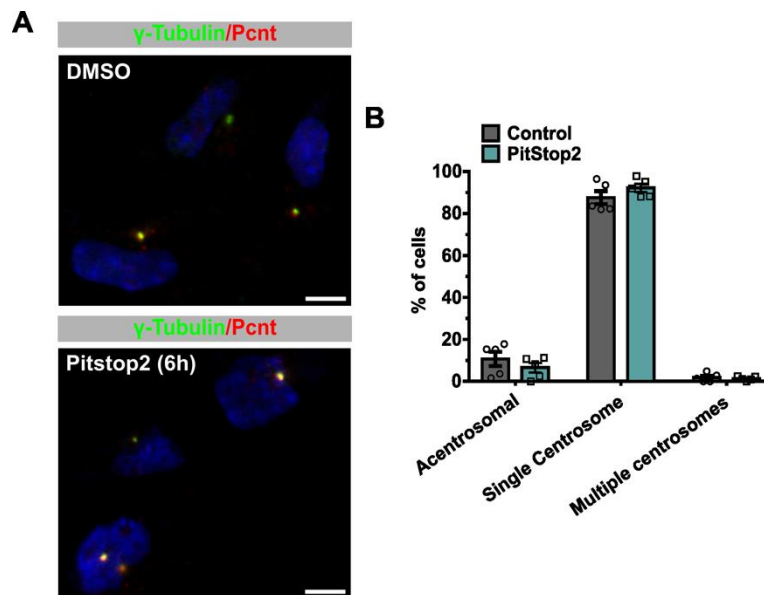 A
γ-Tubulin/Pcnt
DMSO
γ-Tubulin/Pcnt
Pitstop2 (6h)
B
Control
PitStop2
% of cells
100
80
60
40
20
10
0
Acentrosomal
Single Centrosome
Multiple centrosomes